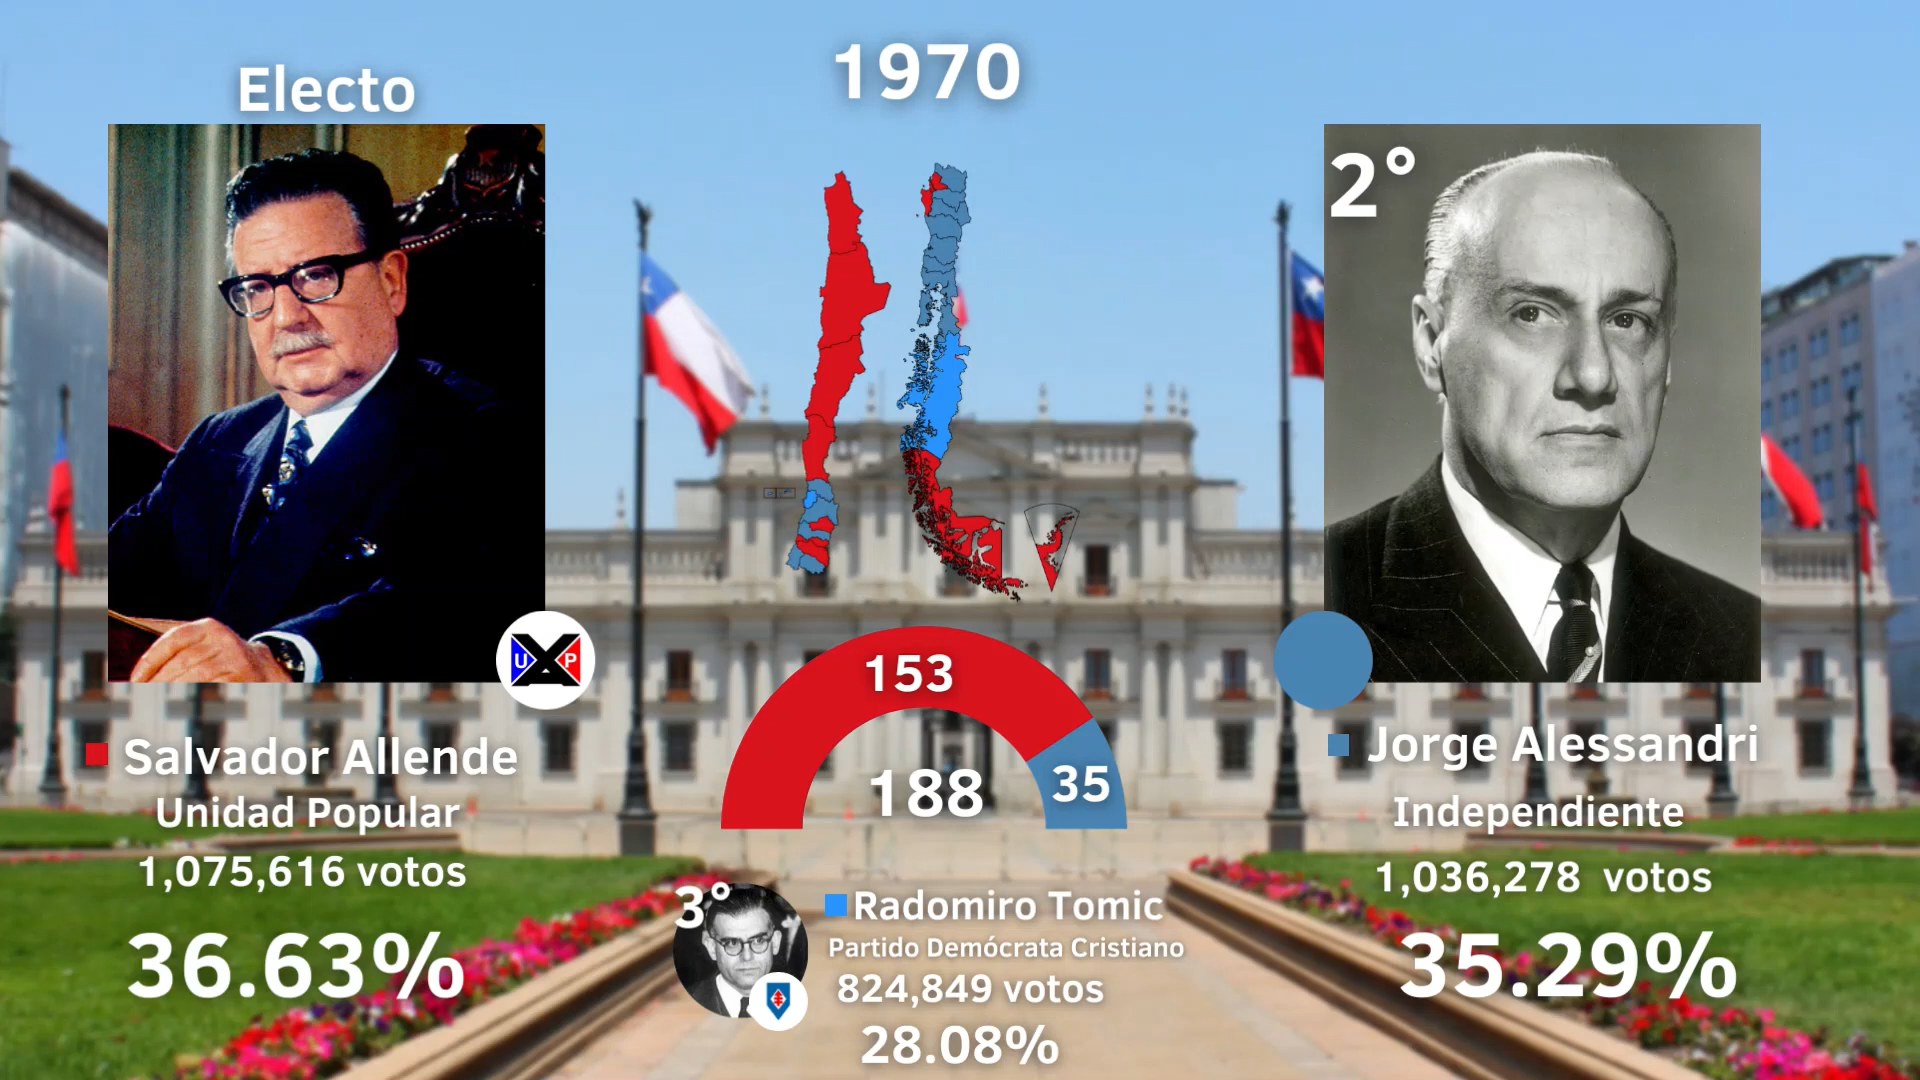 1970
Electo
2°
153
188
35
U P
Salvador Allende
Unidad Popular
1,075,616 votos
36.63%
Jorge Alessandri
Independiente
1,036,278 votos
35.29%
3°
Radomiro Tomic
Partido Demócrata Cristiano
824,849 votos
28.08%